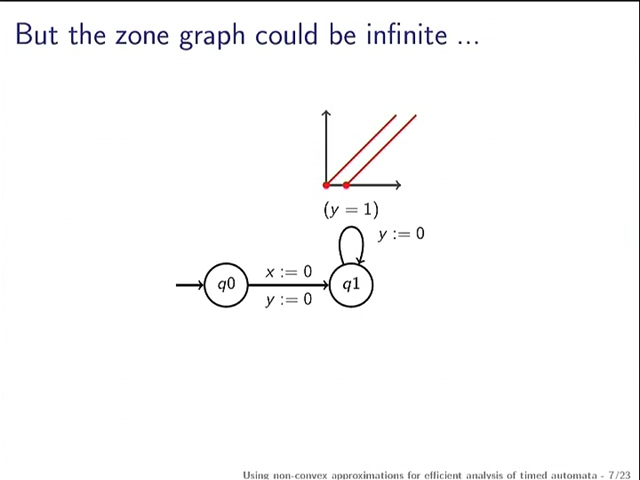 But the zone graph could be infinite ...
(y = 1)
y := 0
x := 0
q0
q1
y := 0
Using non-convex approximations for efficient analysis of timed automata - 7/23